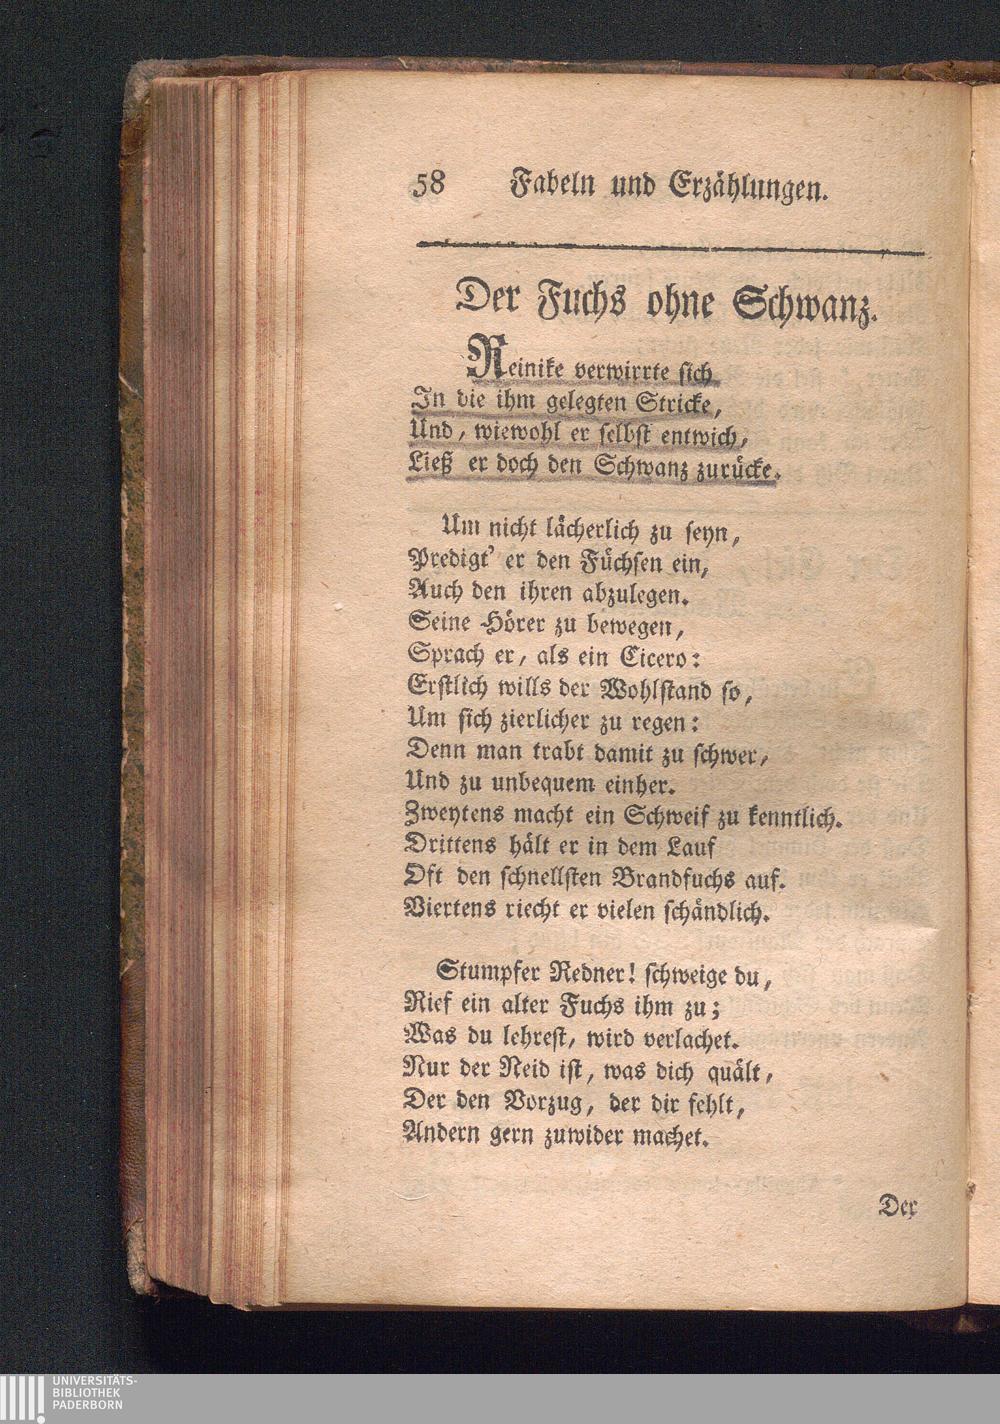 58 Fabeln und Erzählungen.
Der Fuchs ohne Schwanz.
Reinike verwirrte sich
In die ihm gelegten Stricke,
Und, wiewohl er selbst entwich,
Ließ er doch den Schwanz zurücke.
Um nicht lächerlich zu seyn,
Predigt' er den Füchsen ein,
Auch den ihren abzulegen.
Seine Hörer zu bewegen,
Sprach er, als ein Cicero:
Erstlich wills der Wohlstand so,
Um sich zierlicher zu regen:
Denn man trabt damit zu schwer,
Und zu unbequem einher.
Zweytens macht ein Schweif zu kenntlich.
Drittens hält er in dem Lauf
Oft den schnellsten Brandfuchs auf.
Viertens riecht er vielen schändlich.
Stumpfer Redner! schweige du,
Rief ein alter Fuchs ihm zu;
Was du lehrest, wird verlachet.
Nur der Neid ist, was dich quält,
Der den Vorzug, der dir fehlt,
Andern gern zuwider machet.
Der
UNIVERSITÄTS-
BIBLIOTHEK
PADERBORN